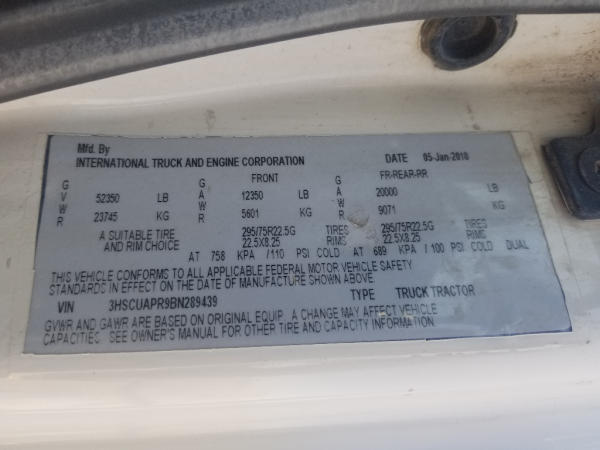 Mfd. By
INTERNATIONAL TRUCK AND ENGINE CORPORATION DATE 05-Jan-2010
G V W R 52350 LB 23745 KG G A W R FRONT 12350 LB 5601 KG G A W R FR-REAR-RR 20000 LB 9071 KG
A SUITABLE TIRE AND RIM CHOICE 295/75R22.5G TIRES 22.5X8.25 RIMS 295/75R22.5G TIRES 22.5X8.25 RIMS
AT 758 KPA /110 PSI COLD AT 689 KPA /100 PSI COLD DUAL
THIS VEHICLE CONFORMS TO ALL APPLICABLE FEDERAL MOTOR VEHICLE SAFETY
STANDARDS IN EFFECT ON THE DATE OF MANUFACTURE SHOWN ABOVE.
VIN 3HSCUAPR9BN289439 TYPE TRUCK TRACTOR
GVWR AND GAWR ARE BASED ON ORIGINAL EQUIP. A CHANGE MAY AFFECT VEHICLE
CAPACITIES. SEE OWNER'S MANUAL FOR OTHER TIRE AND CAPACITY INFORMATION